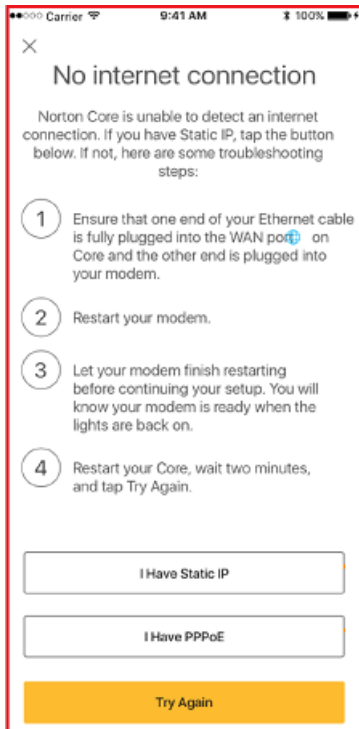 Carrier 9:41 AM 100%
No internet connection
Norton Core is unable to detect an internet
connection. If you have Static IP, tap the button
below. If not, here are some troubleshooting
steps:
1 Ensure that one end of your Ethernet cable
is fully plugged into the WAN port on
Core and the other end is plugged into
your modem.
2 Restart your modem.
3 Let your modem finish restarting
before continuing your setup. You will
know your modem is ready when the
lights are back on.
4 Restart your Core, wait two minutes,
and tap Try Again.
I Have Static IP
I Have PPPoE
Try Again